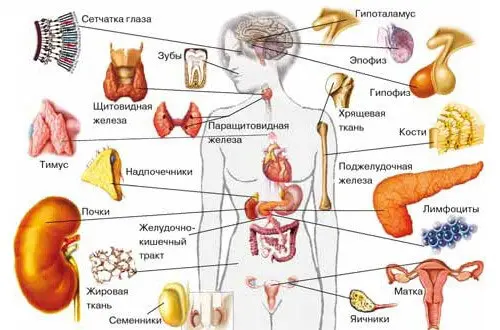 Сетчатка глаза
Гипоталамус
Зубы
Эпофиз
Гипофиз
Щитовидная
железа
Паращитовидная
железа
Хрящевая
ткань
Кости
Тимус
Надпочечники
Поджелудочная
железа
Почки
Лимфоциты
Желудочно-
кишечный
тракт
Жировая
ткань
Семенники
Яичники
Матка